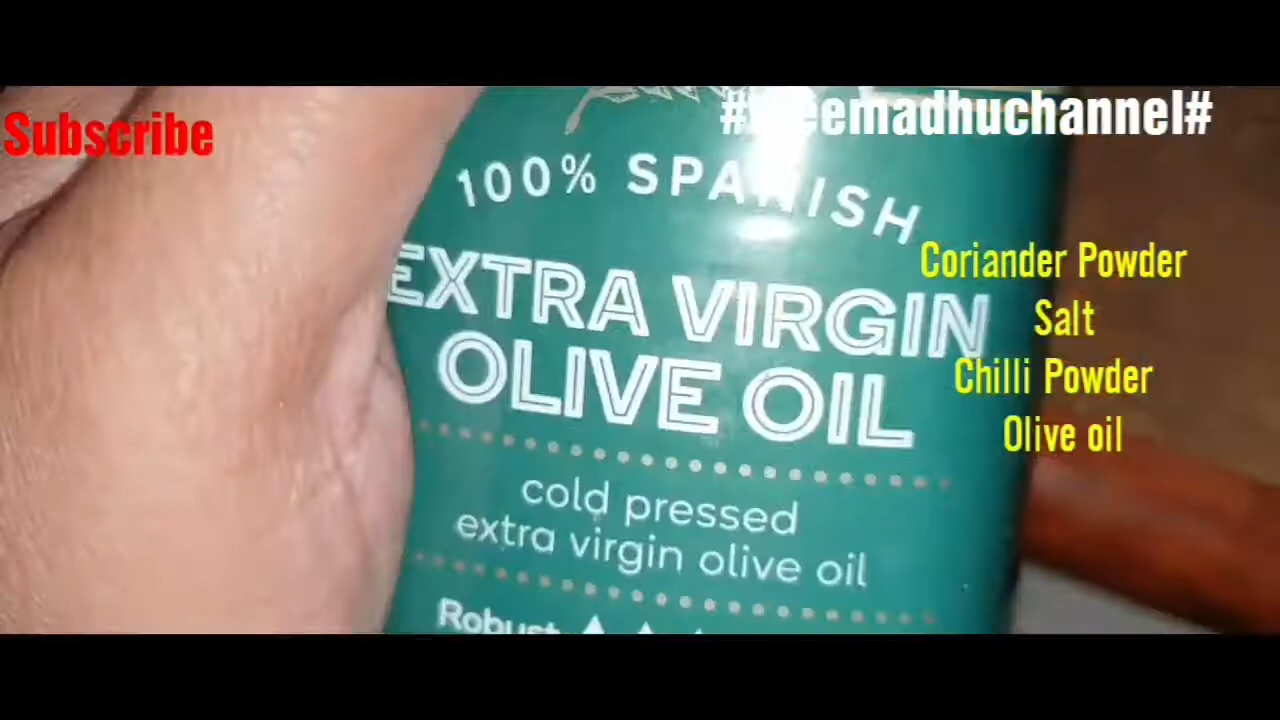 Subscribe
100% SPANISH
EXTRA VIRGIN
OLIVE OIL
cold pressed
extra virgin olive oil
Robust
Coriander Powder
Salt
Chilli Powder
Olive oil